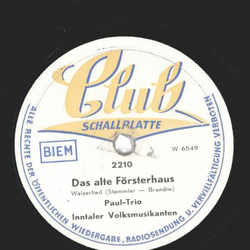 Club
SCHALLPLATTE
BIEM
W 6549
2210
Das alte Försterhaus
Walzerlied (Stemmler — Brandtw)
Paul-Trio
Inntaler Volksmusikanten
ALLE RECHTE DER ÖFFENTLICHEN WIEDERGABE, RADIOSENDUNG U. VERVIELFÄLTIGUNG VERBOTEN